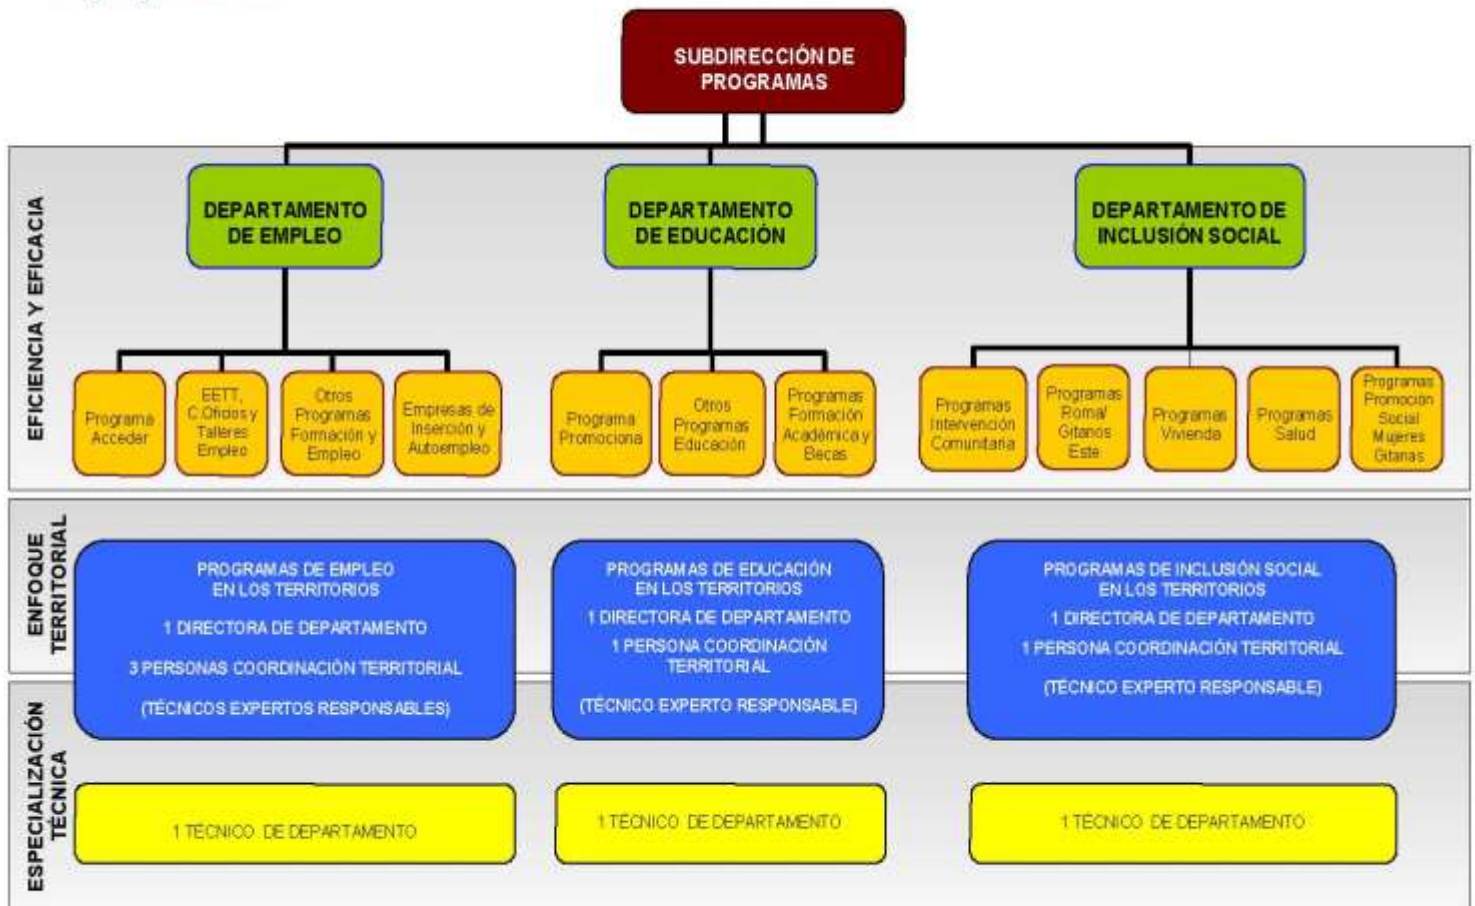 SUBDIRECCIÓN DE
PROGRAMAS
EFICIENCIA Y EFICACIA
DEPARTAMENTO
DE EMPLEO
DEPARTAMENTO
DE EDUCACIÓN
DEPARTAMENTO DE
INCLUSIÓN SOCIAL
Programa
Acceder
EETT,
C.Oficios y
Talleres
Empleo
Otros
Programas
Formación y
Empleo
Empresas de
Inserción y
Autoempleo
Programa
Promociona
Otros
Programas
Educación
Programas
Formación
Académica y
Becas
Programas
Intervención
Comunitaria
Programas
Roma/
Gitanos
Este
Programas
Vivienda
Programas
Salud
Programas
Promoción
Social
Mujeres
Gitanas
ENFOQUE
TERRITORIAL
PROGRAMAS DE EMPLEO
EN LOS TERRITORIOS
1 DIRECTORA DE DEPARTAMENTO
3 PERSONAS COORDINACIÓN TERRITORIAL
(TÉCNICOS EXPERTOS RESPONSABLES)
PROGRAMAS DE EDUCACIÓN
EN LOS TERRITORIOS
1 DIRECTORA DE DEPARTAMENTO
1 PERSONA COORDINACIÓN
TERRITORIAL
(TÉCNICO EXPERTO RESPONSABLE)
PROGRAMAS DE INCLUSIÓN SOCIAL
EN LOS TERRITORIOS
1 DIRECTORA DE DEPARTAMENTO
1 PERSONA COORDINACIÓN TERRITORIAL
(TÉCNICO EXPERTO RESPONSABLE)
ESPECIALIZACIÓN
TÉCNICA
1 TÉCNICO DE DEPARTAMENTO
1 TÉCNICO DE DEPARTAMENTO
1 TÉCNICO DE DEPARTAMENTO